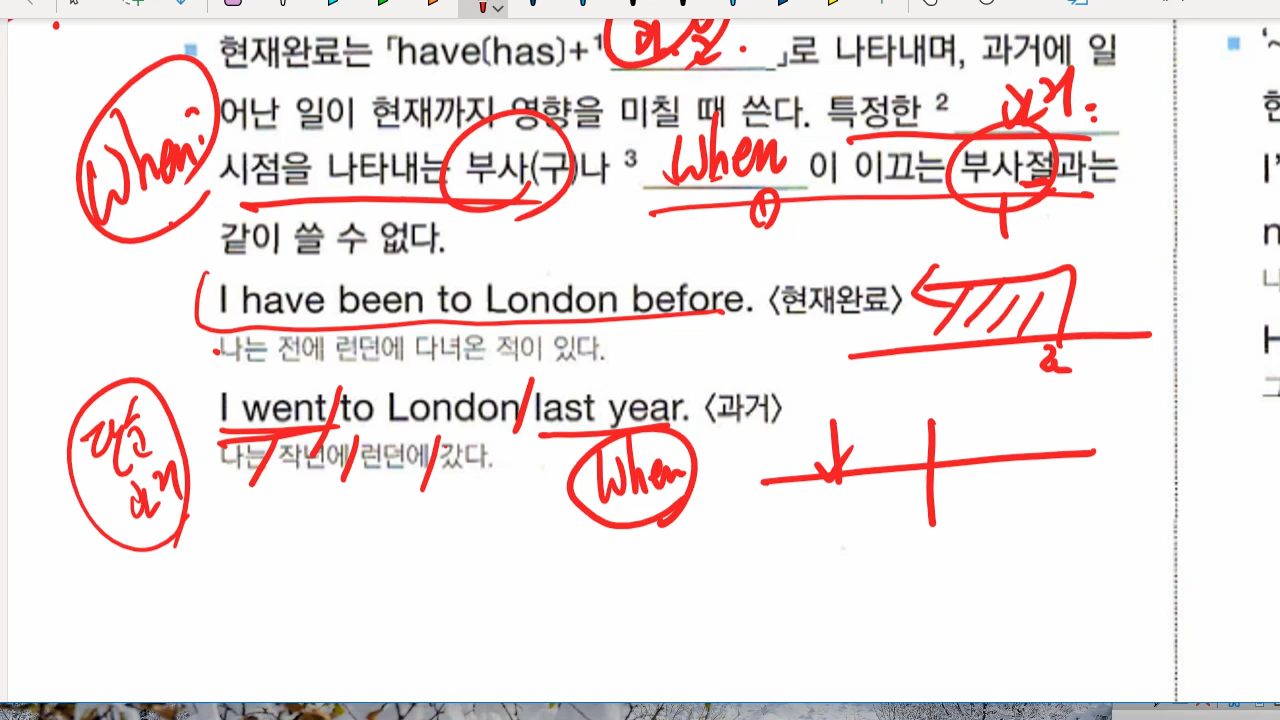 현재완료는 「have(has)+¹ 과.분. 」로 나타내며, 과거에 일
어난 일이 현재까지 영향을 미칠 때 쓴다. 특정한 ² 과거.
When:
시점을 나타내는 부사(구)나 ³ When 이 이끄는 부사절과는
①
같이 쓸 수 없다.
I have been to London before. 〈현재완료〉
나는 전에 런던에 다녀온 적이 있다.
단순
과거
I went to London last year. 〈과거〉
나는 작년에 런던에 갔다.
When